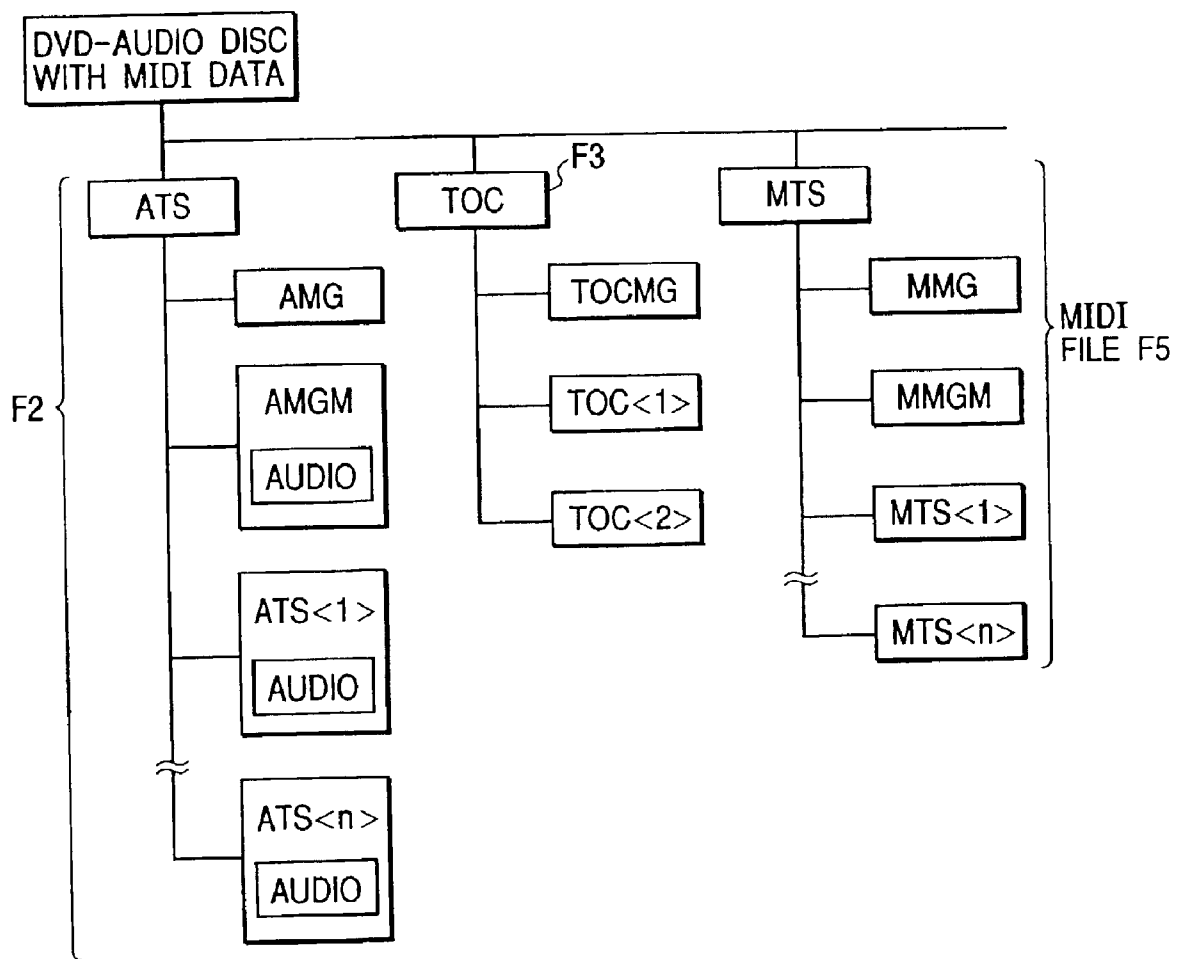 DVD-AUDIO DISC
WITH MIDI DATA
F3
ATS
TOC
MTS
AMG
TOCMG
MMG
MIDI
FILE F5
F2
AMGM
AUDIO
TOC<1>
MMGM
TOC<2>
MTS<1>
ATS<1>
AUDIO
MTS<n>
ATS<n>
AUDIO